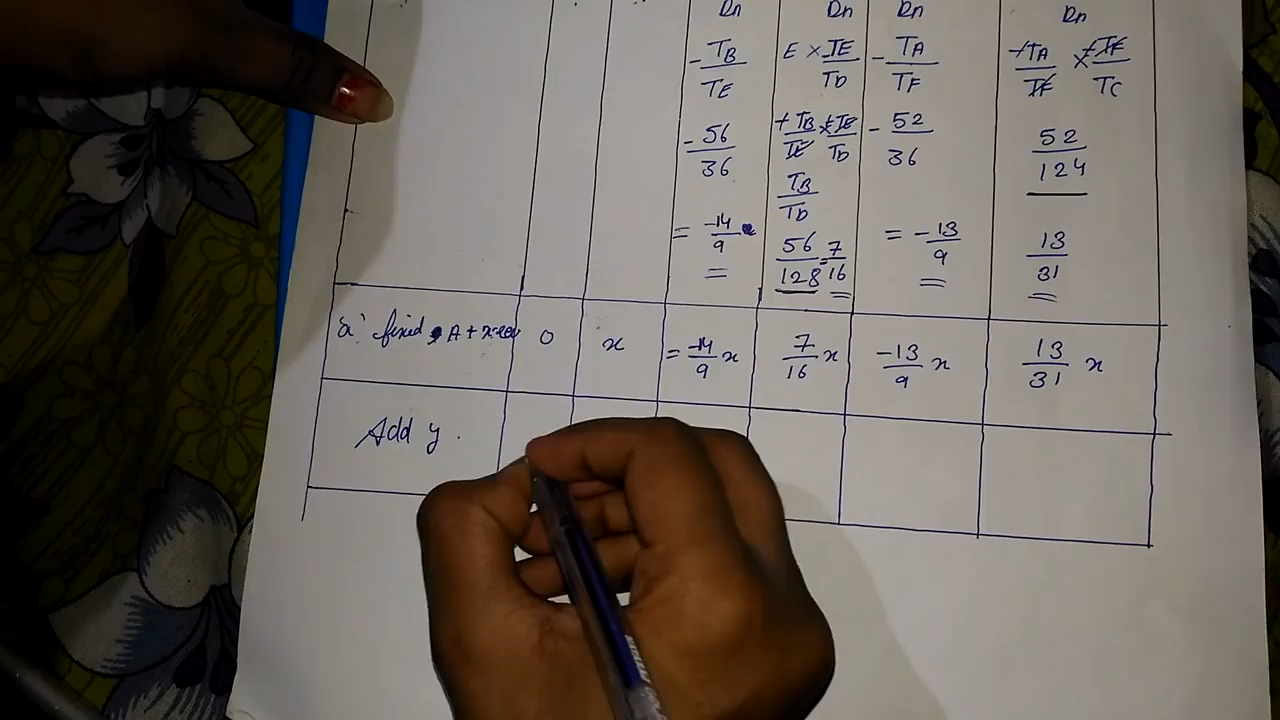 Dn Dn Dn Dn
- TB/TE E × TE/TD - TA/TF + TA/TF × + TF/TC
- 56/36 + TB/TE × + TE/TD - 52/36 52/124
TB/TD
= -14/9 56/128 = 7/16 = -13/9 13/31
'a' fixed A + x rev 0 x = -14/9 x 7/16 x -13/9 x 13/31 x
Add y.